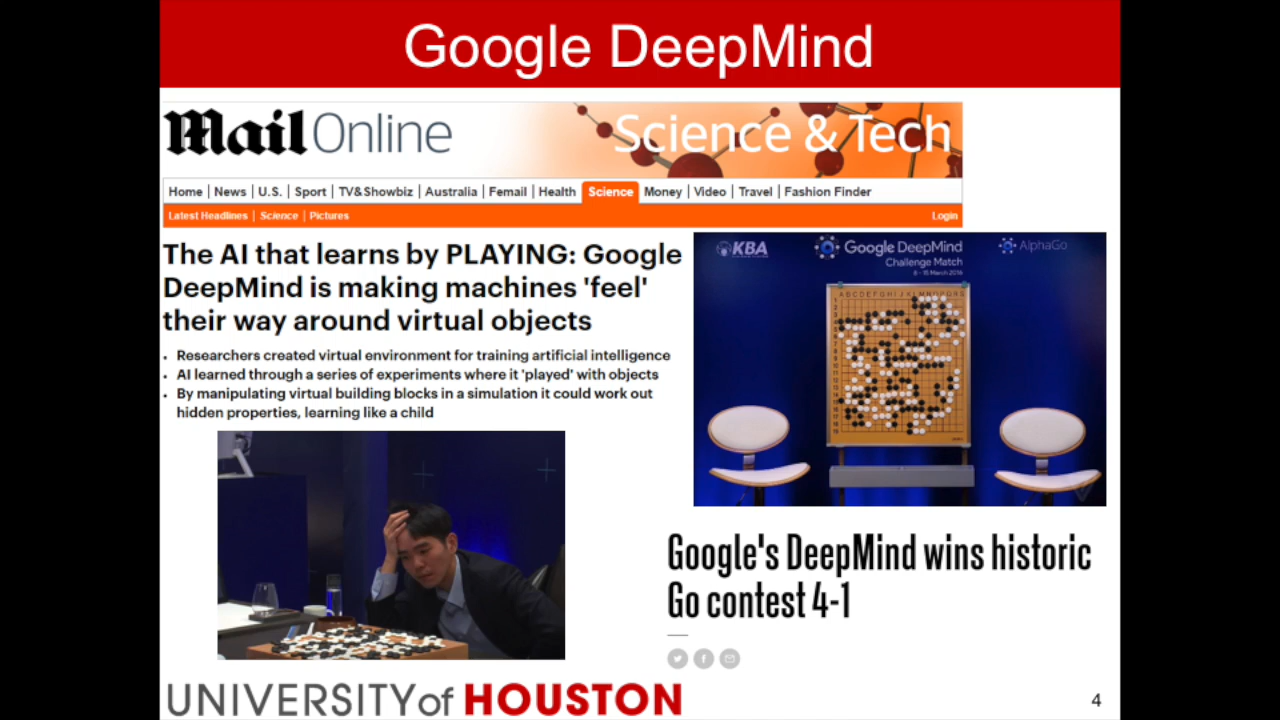 Google DeepMind
Mail Online
Science & Tech
Home | News | U.S. | Sport | TV&Showbiz | Australia | Femail | Health | Science | Money | Video | Travel | Fashion Finder
Latest Headlines | Science | Pictures
Login
The AI that learns by PLAYING: Google
DeepMind is making machines 'feel'
their way around virtual objects
• Researchers created virtual environment for training artificial intelligence
• AI learned through a series of experiments where it 'played' with objects
• By manipulating virtual building blocks in a simulation it could work out
hidden properties, learning like a child
KBA
Google DeepMind
Challenge Match
8 - 15 March 2016
AlphaGo
Google's DeepMind wins historic
Go contest 4-1
UNIVERSITY of HOUSTON
4